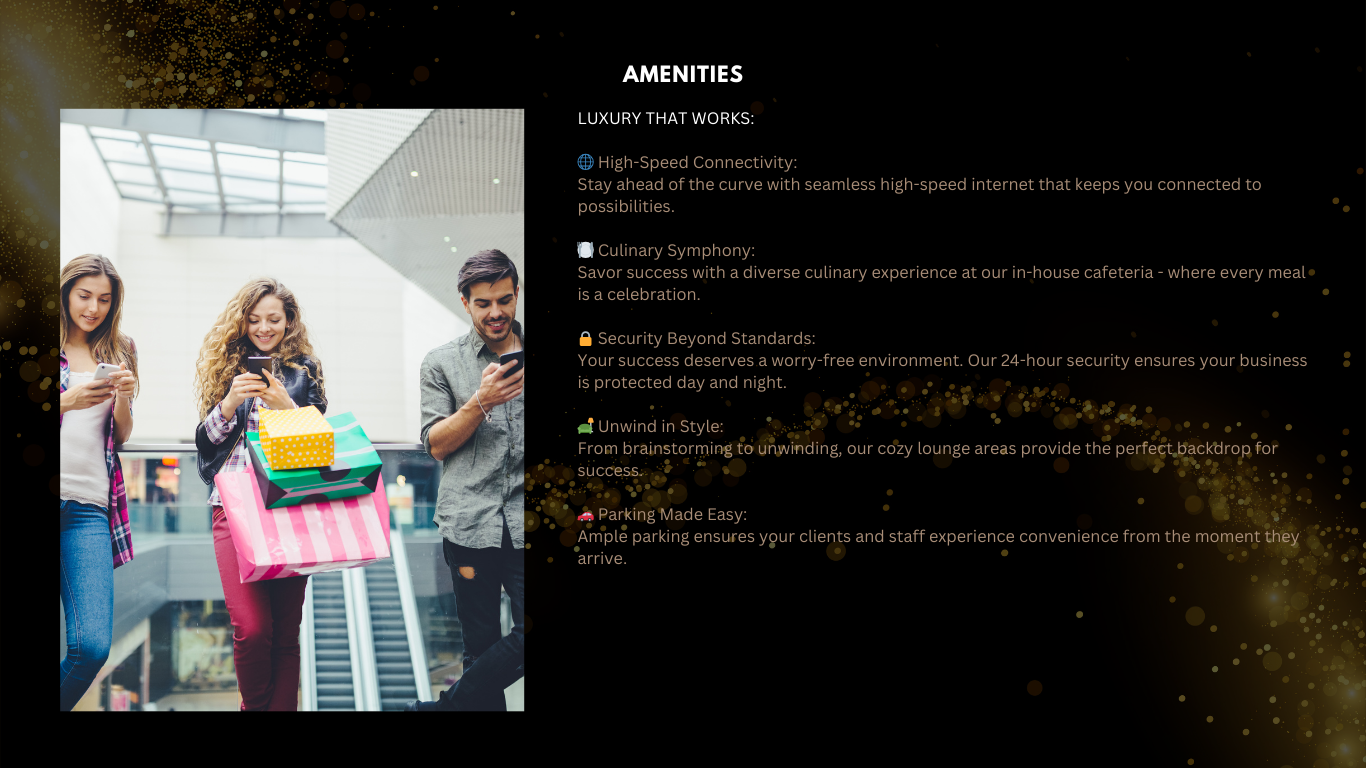 AMENITIES
LUXURY THAT WORKS:
🌐 High-Speed Connectivity:
Stay ahead of the curve with seamless high-speed internet that keeps you connected to
possibilities.
🍽️ Culinary Symphony:
Savor success with a diverse culinary experience at our in-house cafeteria - where every meal
is a celebration.
🔒 Security Beyond Standards:
Your success deserves a worry-free environment. Our 24-hour security ensures your business
is protected day and night.
🛋️ Unwind in Style:
From brainstorming to unwinding, our cozy lounge areas provide the perfect backdrop for
success.
🚗 Parking Made Easy:
Ample parking ensures your clients and staff experience convenience from the moment they
arrive.